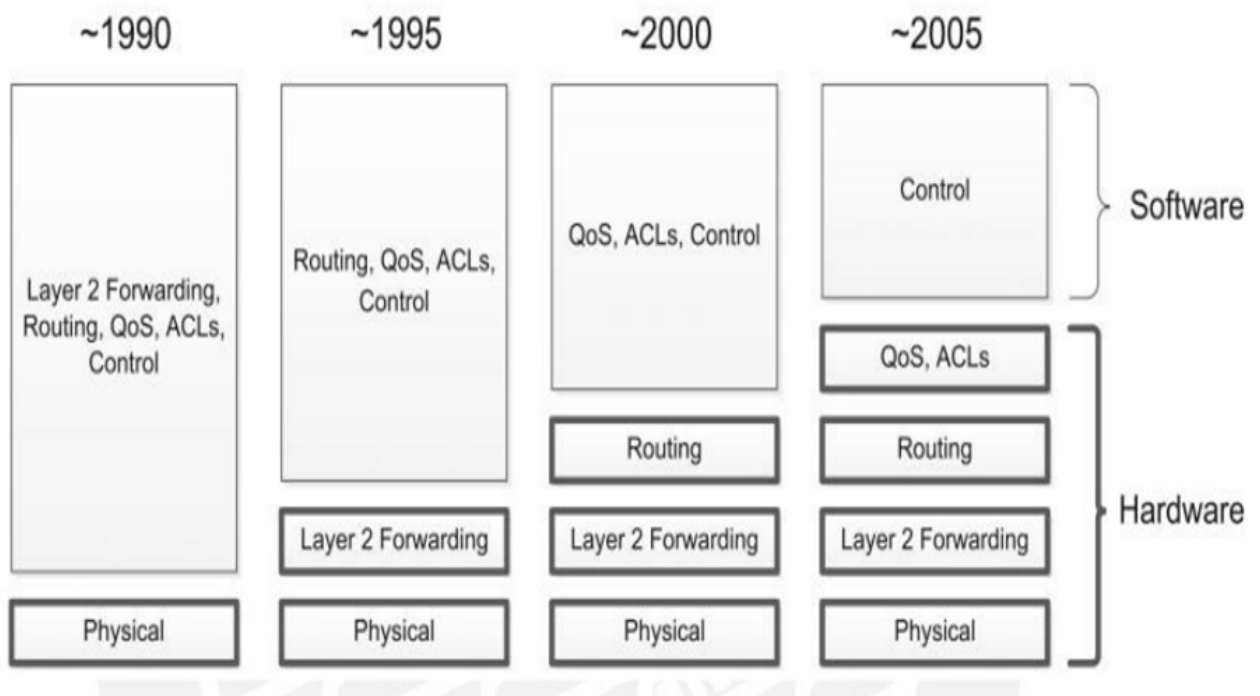 ~1990
~1995
~2000
~2005
Layer 2 Forwarding,
Routing, QoS, ACLs,
Control
Physical
Routing, QoS, ACLs,
Control
Layer 2 Forwarding
Physical
QoS, ACLs, Control
Routing
Layer 2 Forwarding
Physical
Control
QoS, ACLs
Routing
Layer 2 Forwarding
Physical
Software
Hardware